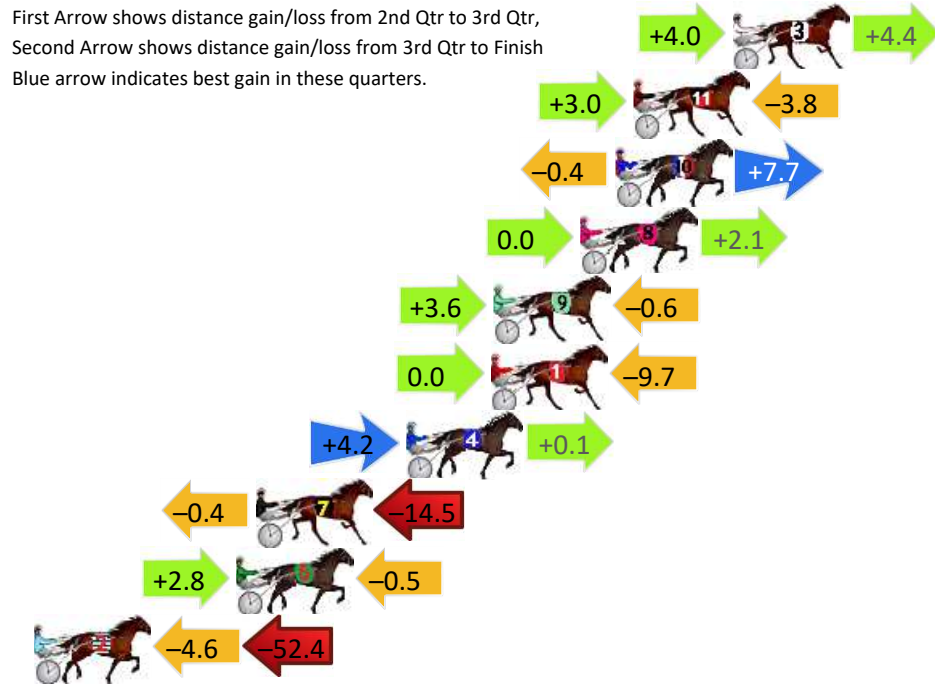 First Arrow shows distance gain/loss from 2nd Qtr to 3rd Qtr,
Second Arrow shows distance gain/loss from 3rd Qtr to Finish
Blue arrow indicates best gain in these quarters.
+4.0 3 +4.4
+3.0 11 –3.8
–0.4 10 +7.7
0.0 8 +2.1
+3.6 9 –0.6
0.0 1 –9.7
+4.2 4 +0.1
–0.4 7 –14.5
+2.8 –0.5
2 –4.6 –52.4